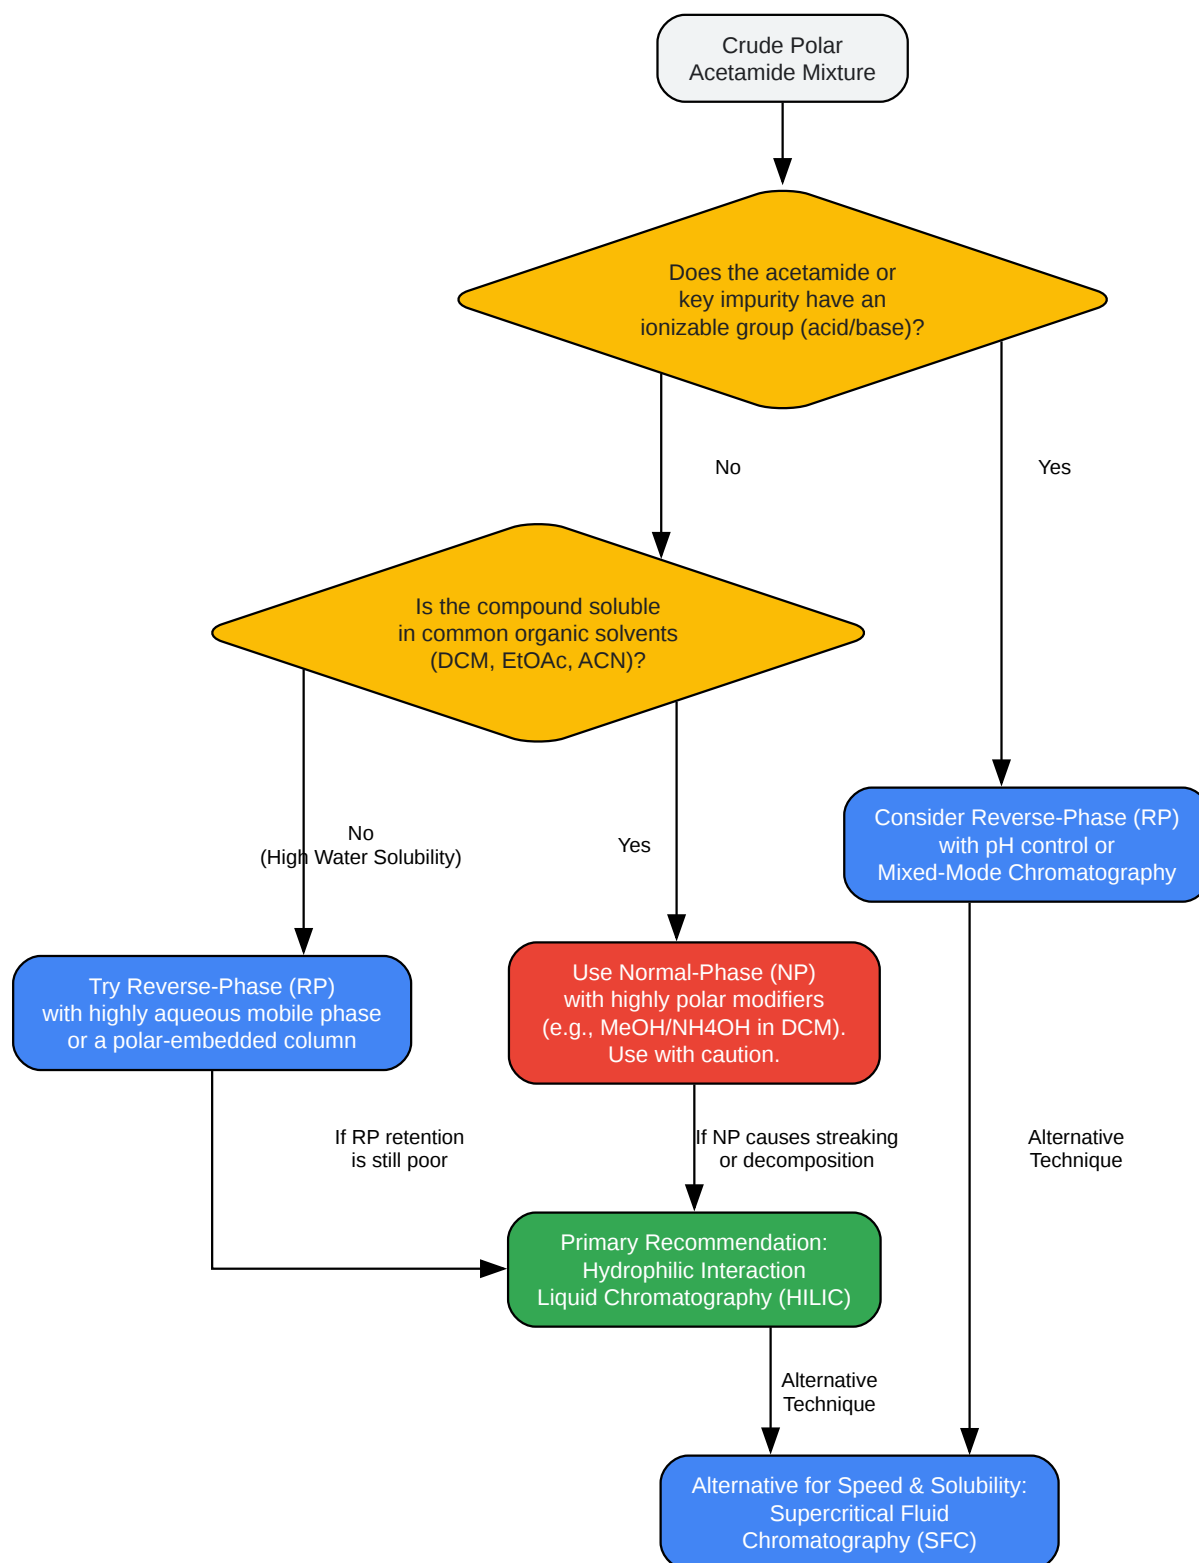 Crude Polar
Acetamide Mixture
Does the acetamide or
key impurity have an
ionizable group (acid/base)?
No
Yes
Is the compound soluble
in common organic solvents
(DCM, EtOAc, ACN)?
No
(High Water Solubility)
Yes
Consider Reverse-Phase (RP)
with pH control or
Mixed-Mode Chromatography
Try Reverse-Phase (RP)
with highly aqueous mobile phase
or a polar-embedded column
Use Normal-Phase (NP)
with highly polar modifiers
(e.g., MeOH/NH4OH in DCM).
Use with caution.
If RP retention
is still poor
If NP causes streaking
or decomposition
Alternative
Technique
Primary Recommendation:
Hydrophilic Interaction
Liquid Chromatography (HILIC)
Alternative
Technique
Alternative for Speed & Solubility:
Supercritical Fluid
Chromatography (SFC)